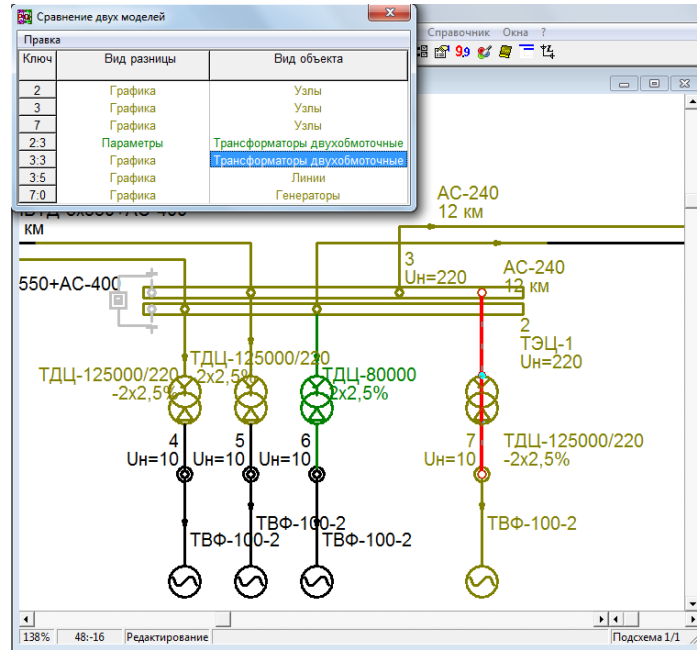 Сравнение двух моделей
Правка
Справочник Окна ?
Ключ Вид разницы Вид объекта
2 Графика Узлы
3 Графика Узлы
7 Графика Узлы
2:3 Параметры Трансформаторы двухобмоточные
3:3 Графика Трансформаторы двухобмоточные
3:5 Графика Линии
7:0 Графика Генераторы
АС-240
12 км
км
550+АС-400
3
Uн=220
АС-240
12 км
2
ТЭЦ-1
Uн=220
ТДЦ-125000/220
-2x2,5%
ТДЦ-125000/220
-2x2,5%
ТДЦ-80000
-2x2,5%
4
Uн=10
5
Uн=10
6
Uн=10
7
Uн=10
ТДЦ-125000/220
-2x2,5%
ТВФ-100-2
ТВФ-100-2
ТВФ-100-2
ТВФ-100-2
138% 48:-16 Редактирование Подсхема 1/1